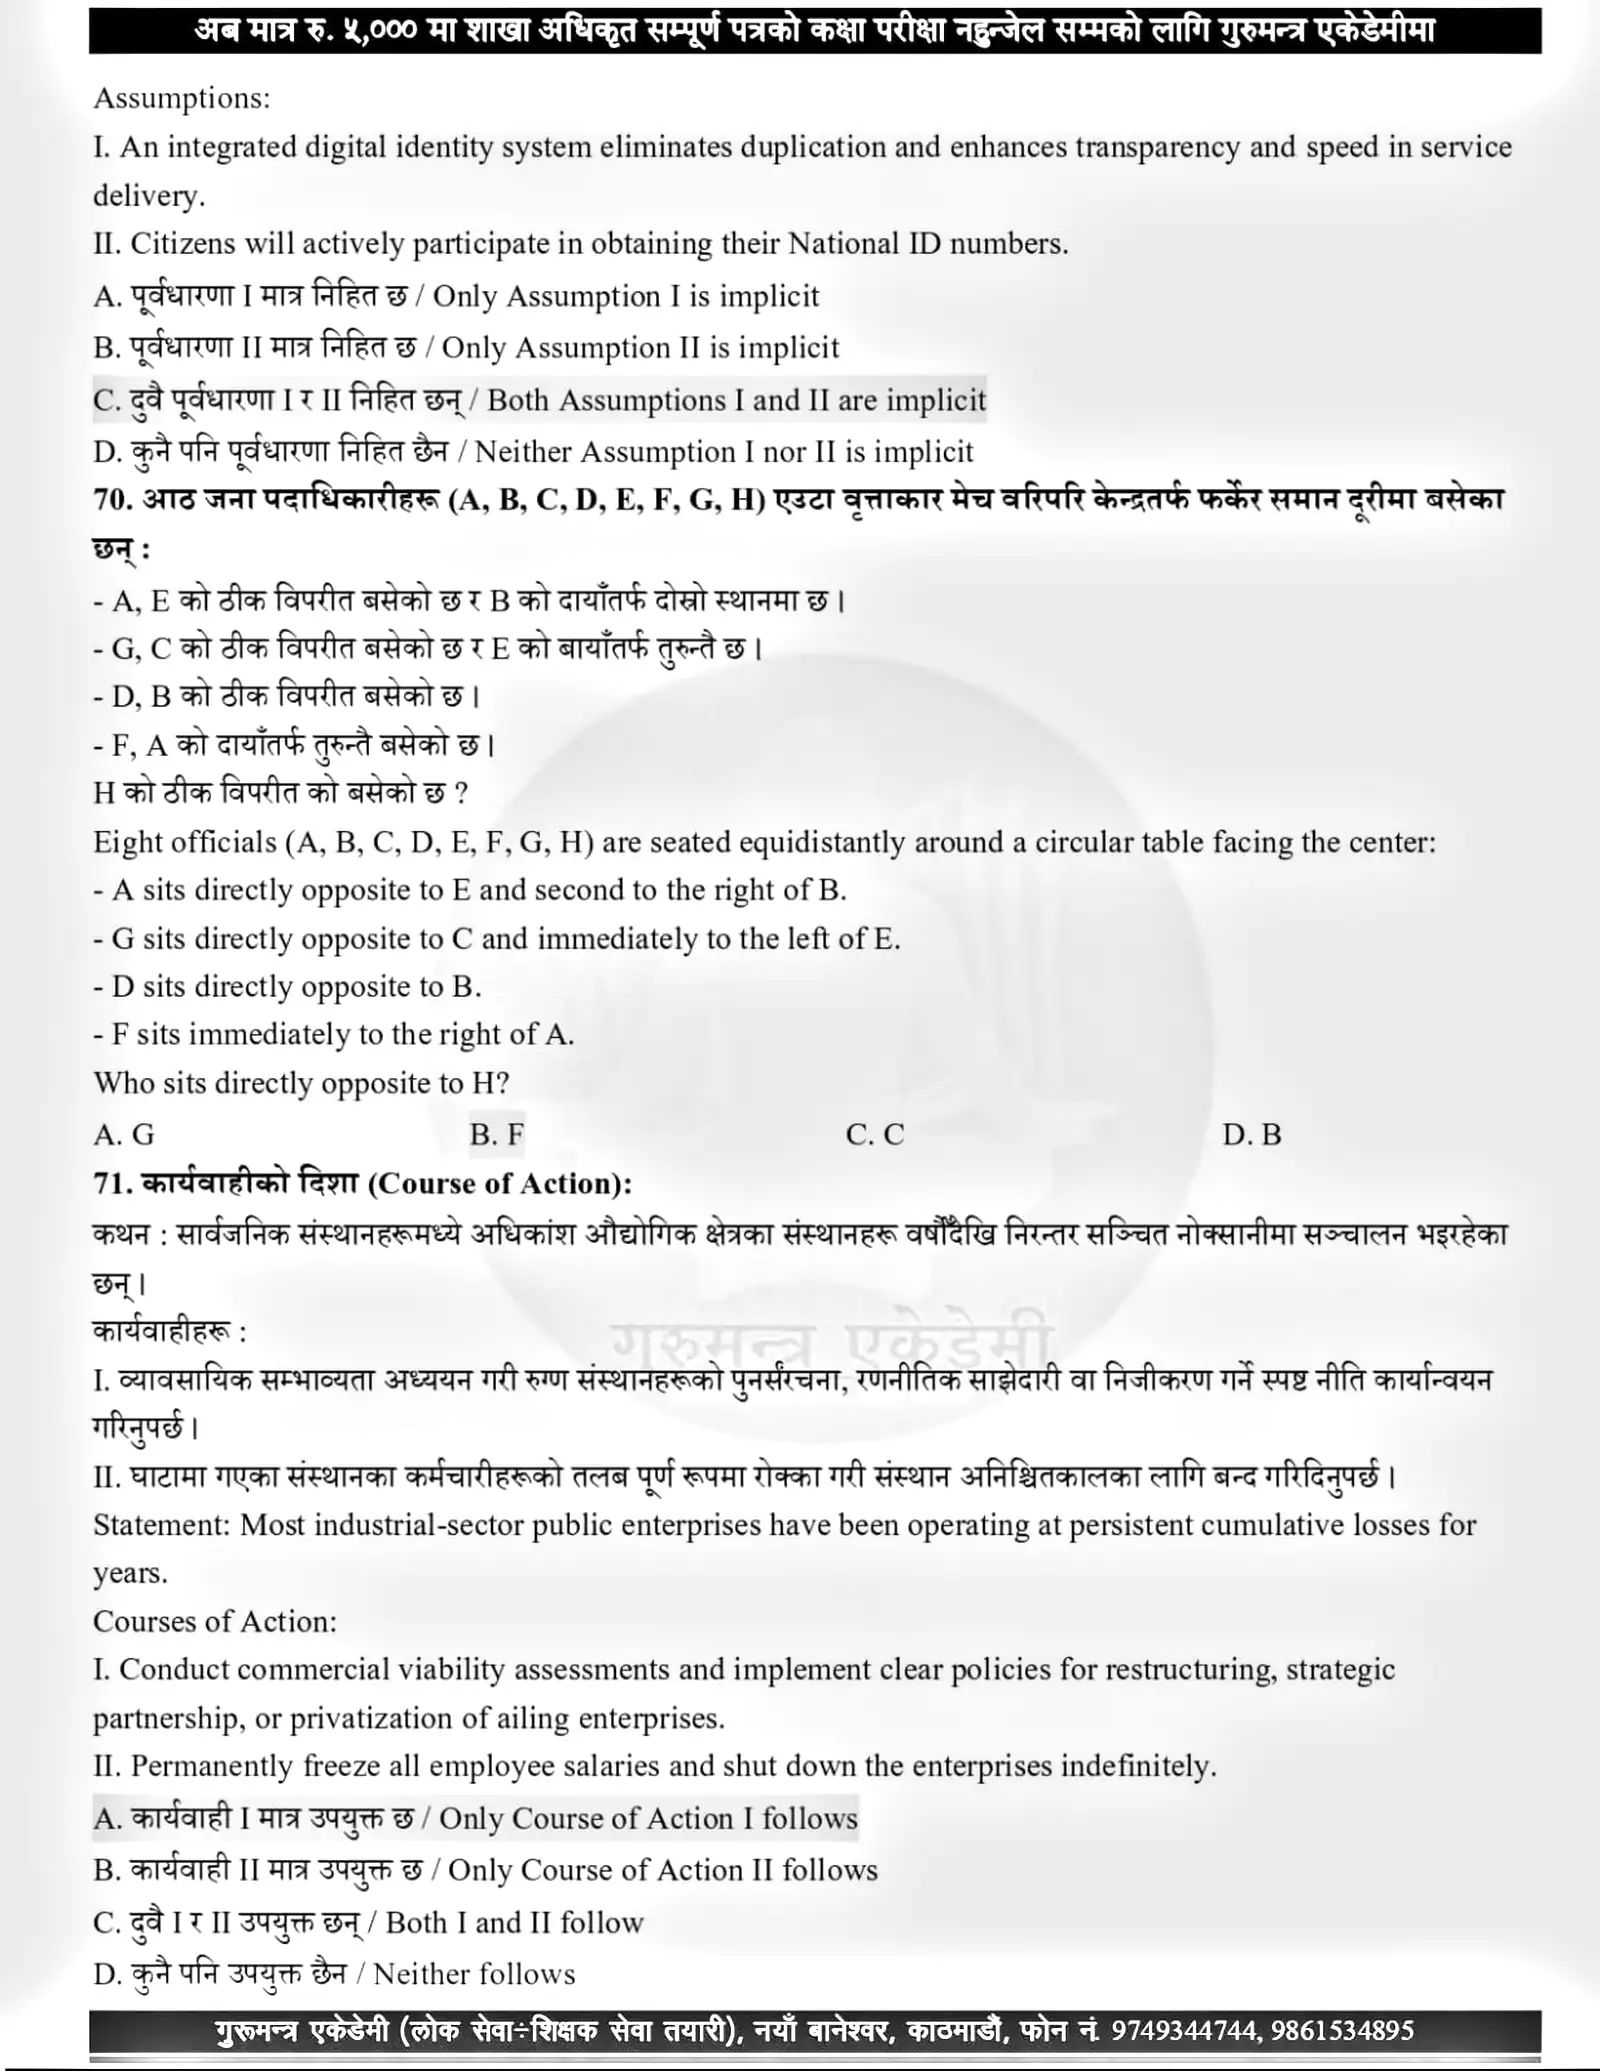 अब मात्र रु. ५,००० मा शाखा अधिकृत सम्पूर्ण पत्रको कक्षा परीक्षा नहुन्जेल सम्मको लागि गुरुमन्त्र एकेडेमीमा
Assumptions:
I. An integrated digital identity system eliminates duplication and enhances transparency and speed in service
delivery.
II. Citizens will actively participate in obtaining their National ID numbers.
A. पूर्वधारणा I मात्र निहित छ / Only Assumption I is implicit
B. पूर्वधारणा II मात्र निहित छ / Only Assumption II is implicit
C. दुवै पूर्वधारणा I र II निहित छन् / Both Assumptions I and II are implicit
D. कुनै पनि पूर्वधारणा निहित छैन / Neither Assumption I nor II is implicit
70. आठ जना पदाधिकारीहरू (A, B, C, D, E, F, G, H) एउटा वृत्ताकार मेच वरिपरि केन्द्रतर्फ फर्केर समान दूरीमा बसेका
छन् :
- A, E को ठीक विपरीत बसेको छ र B को दायाँतर्फ दोस्रो स्थानमा छ।
- G, C को ठीक विपरीत बसेको छ र E को बायाँतर्फ तुरुन्तै छ।
- D, B को ठीक विपरीत बसेको छ।
- F, A को दायाँतर्फ तुरुन्तै बसेको छ।
H को ठीक विपरीत को बसेको छ ?
Eight officials (A, B, C, D, E, F, G, H) are seated equidistantly around a circular table facing the center:
- A sits directly opposite to E and second to the right of B.
- G sits directly opposite to C and immediately to the left of E.
- D sits directly opposite to B.
- F sits immediately to the right of A.
Who sits directly opposite to H?
A. G B. F C. C D. B
71. कार्यवाहीको दिशा (Course of Action):
कथन : सार्वजनिक संस्थानहरूमध्ये अधिकांश औद्योगिक क्षेत्रका संस्थानहरू वर्षौंदेखि निरन्तर सञ्चित नोक्सानीमा सञ्चालन भइरहेका
छन्।
कार्यवाहीहरू :
गुरुमन्त्र एकेडेमी
I. व्यावसायिक सम्भाव्यता अध्ययन गरी रुग्ण संस्थानहरूको पुनर्संरचना, रणनीतिक साझेदारी वा निजीकरण गर्ने स्पष्ट नीति कार्यान्वयन
गरिनुपर्छ।
II. घाटामा गएका संस्थानका कर्मचारीहरूको तलब पूर्ण रूपमा रोक्का गरी संस्थान अनिश्चितकालका लागि बन्द गरिदिनुपर्छ।
Statement: Most industrial-sector public enterprises have been operating at persistent cumulative losses for
years.
Courses of Action:
I. Conduct commercial viability assessments and implement clear policies for restructuring, strategic
partnership, or privatization of ailing enterprises.
II. Permanently freeze all employee salaries and shut down the enterprises indefinitely.
A. कार्यवाही I मात्र उपयुक्त छ / Only Course of Action I follows
B. कार्यवाही II मात्र उपयुक्त छ / Only Course of Action II follows
C. दुवै I र II उपयुक्त छन् / Both I and II follow
D. कुनै पनि उपयुक्त छैन / Neither follows
गुरूमन्त्र एकेडेमी (लोक सेवा÷शिक्षक सेवा तयारी), नयाँ बानेश्वर, काठमाडौं, फोन नं. 9749344744, 9861534895